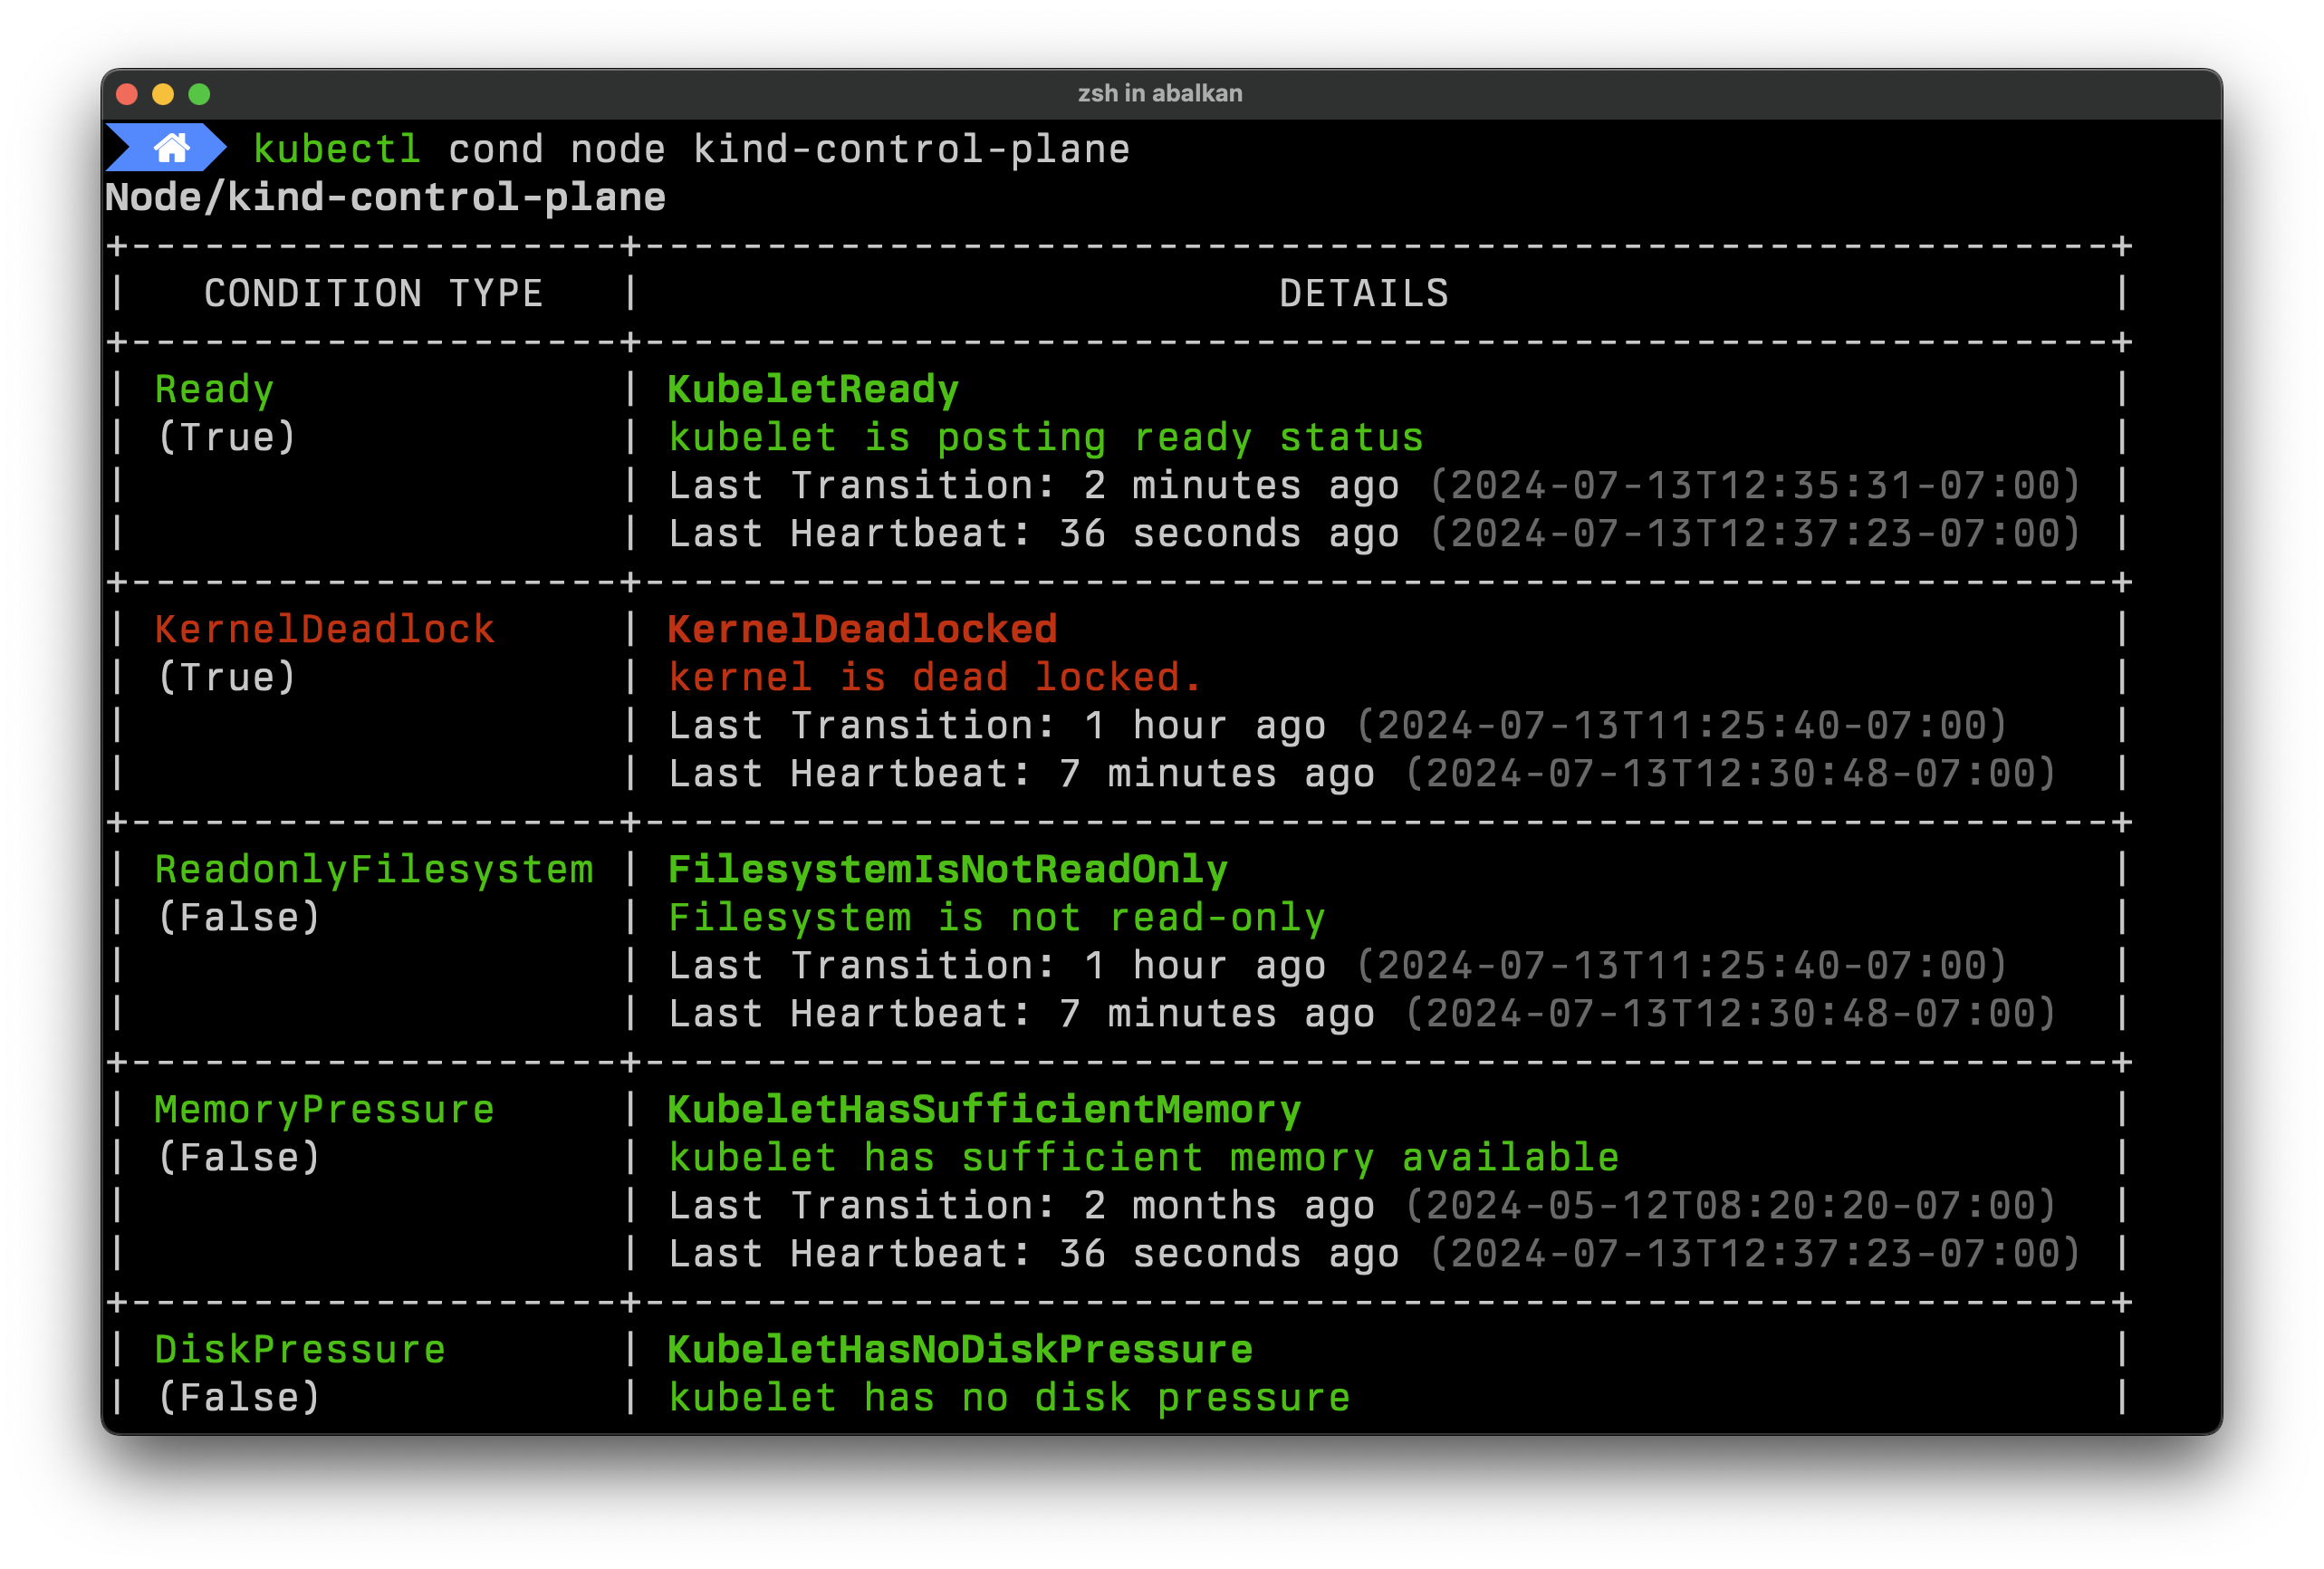 zsh in abalkan
kubectl cond node kind-control-plane
Node/kind-control-plane
+--------------------+------------------------------------------------------------+
| CONDITION TYPE | DETAILS |
+--------------------+------------------------------------------------------------+
| Ready | KubeletReady |
| (True) | kubelet is posting ready status |
| | Last Transition: 2 minutes ago (2024-07-13T12:35:31-07:00) |
| | Last Heartbeat: 36 seconds ago (2024-07-13T12:37:23-07:00) |
+--------------------+------------------------------------------------------------+
| KernelDeadlock | KernelDeadlocked |
| (True) | kernel is dead locked. |
| | Last Transition: 1 hour ago (2024-07-13T11:25:40-07:00) |
| | Last Heartbeat: 7 minutes ago (2024-07-13T12:30:48-07:00) |
+--------------------+------------------------------------------------------------+
| ReadonlyFilesystem | FilesystemIsNotReadOnly |
| (False) | Filesystem is not read-only |
| | Last Transition: 1 hour ago (2024-07-13T11:25:40-07:00) |
| | Last Heartbeat: 7 minutes ago (2024-07-13T12:30:48-07:00) |
+--------------------+------------------------------------------------------------+
| MemoryPressure | KubeletHasSufficientMemory |
| (False) | kubelet has sufficient memory available |
| | Last Transition: 2 months ago (2024-05-12T08:20:20-07:00) |
| | Last Heartbeat: 36 seconds ago (2024-07-13T12:37:23-07:00) |
+--------------------+------------------------------------------------------------+
| DiskPressure | KubeletHasNoDiskPressure |
| (False) | kubelet has no disk pressure |